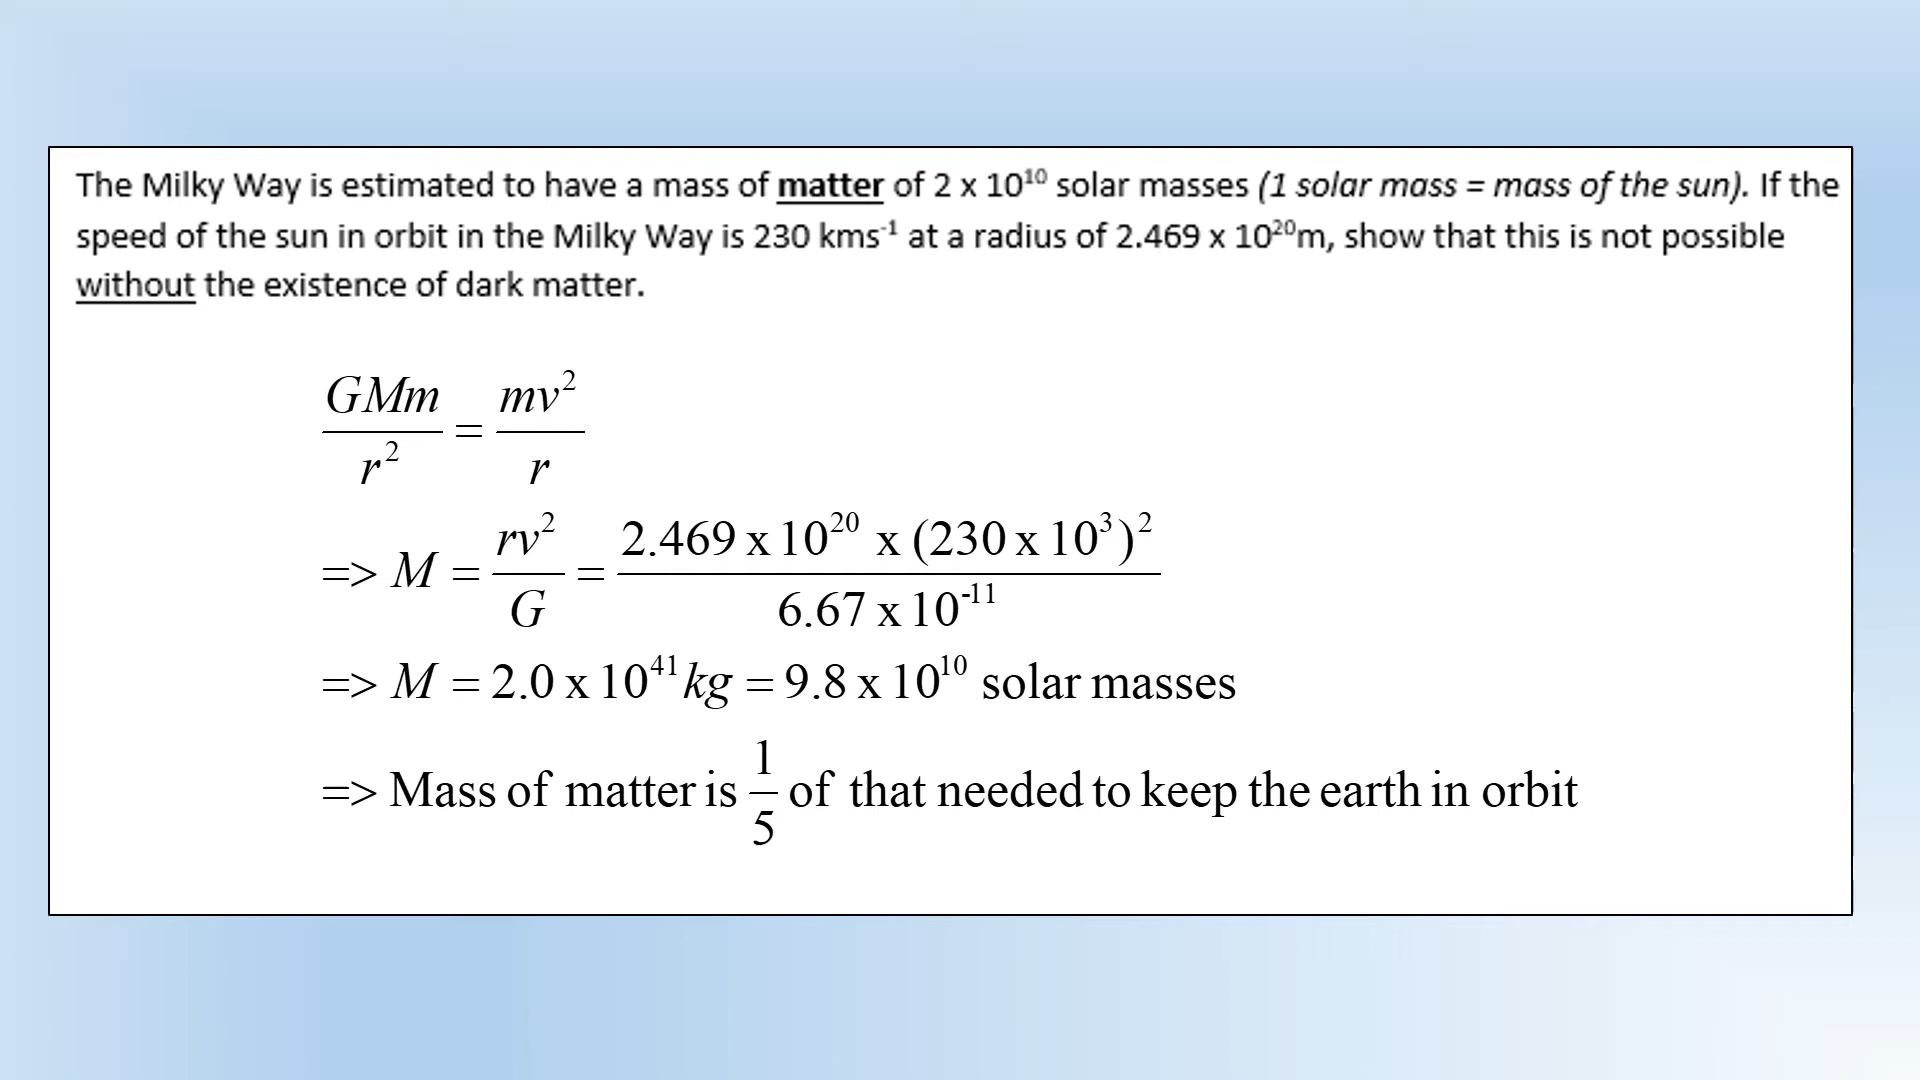 The Milky Way is estimated to have a mass of matter of 2 x 10¹⁰ solar masses (1 solar mass = mass of the sun). If the
speed of the sun in orbit in the Milky Way is 230 kms⁻¹ at a radius of 2.469 x 10²⁰m, show that this is not possible
without the existence of dark matter.
GMm/r² = mv²/r
=> M = rv²/G = 2.469 x 10²⁰ x (230 x 10³)²/6.67 x 10⁻¹¹
=> M = 2.0 x 10⁴¹ kg = 9.8 x 10¹⁰ solar masses
=> Mass of matter is 1/5 of that needed to keep the earth in orbit